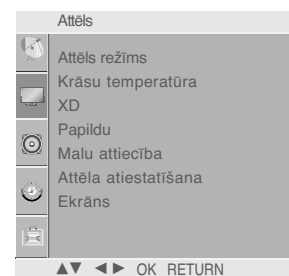 Attēls
Attēls režīms
Krāsu temperatūra
XD
Papildu
Malu attiecība
Attēla atiestatīšana
Ekrāns
▲▼ ◄► OK RETURN